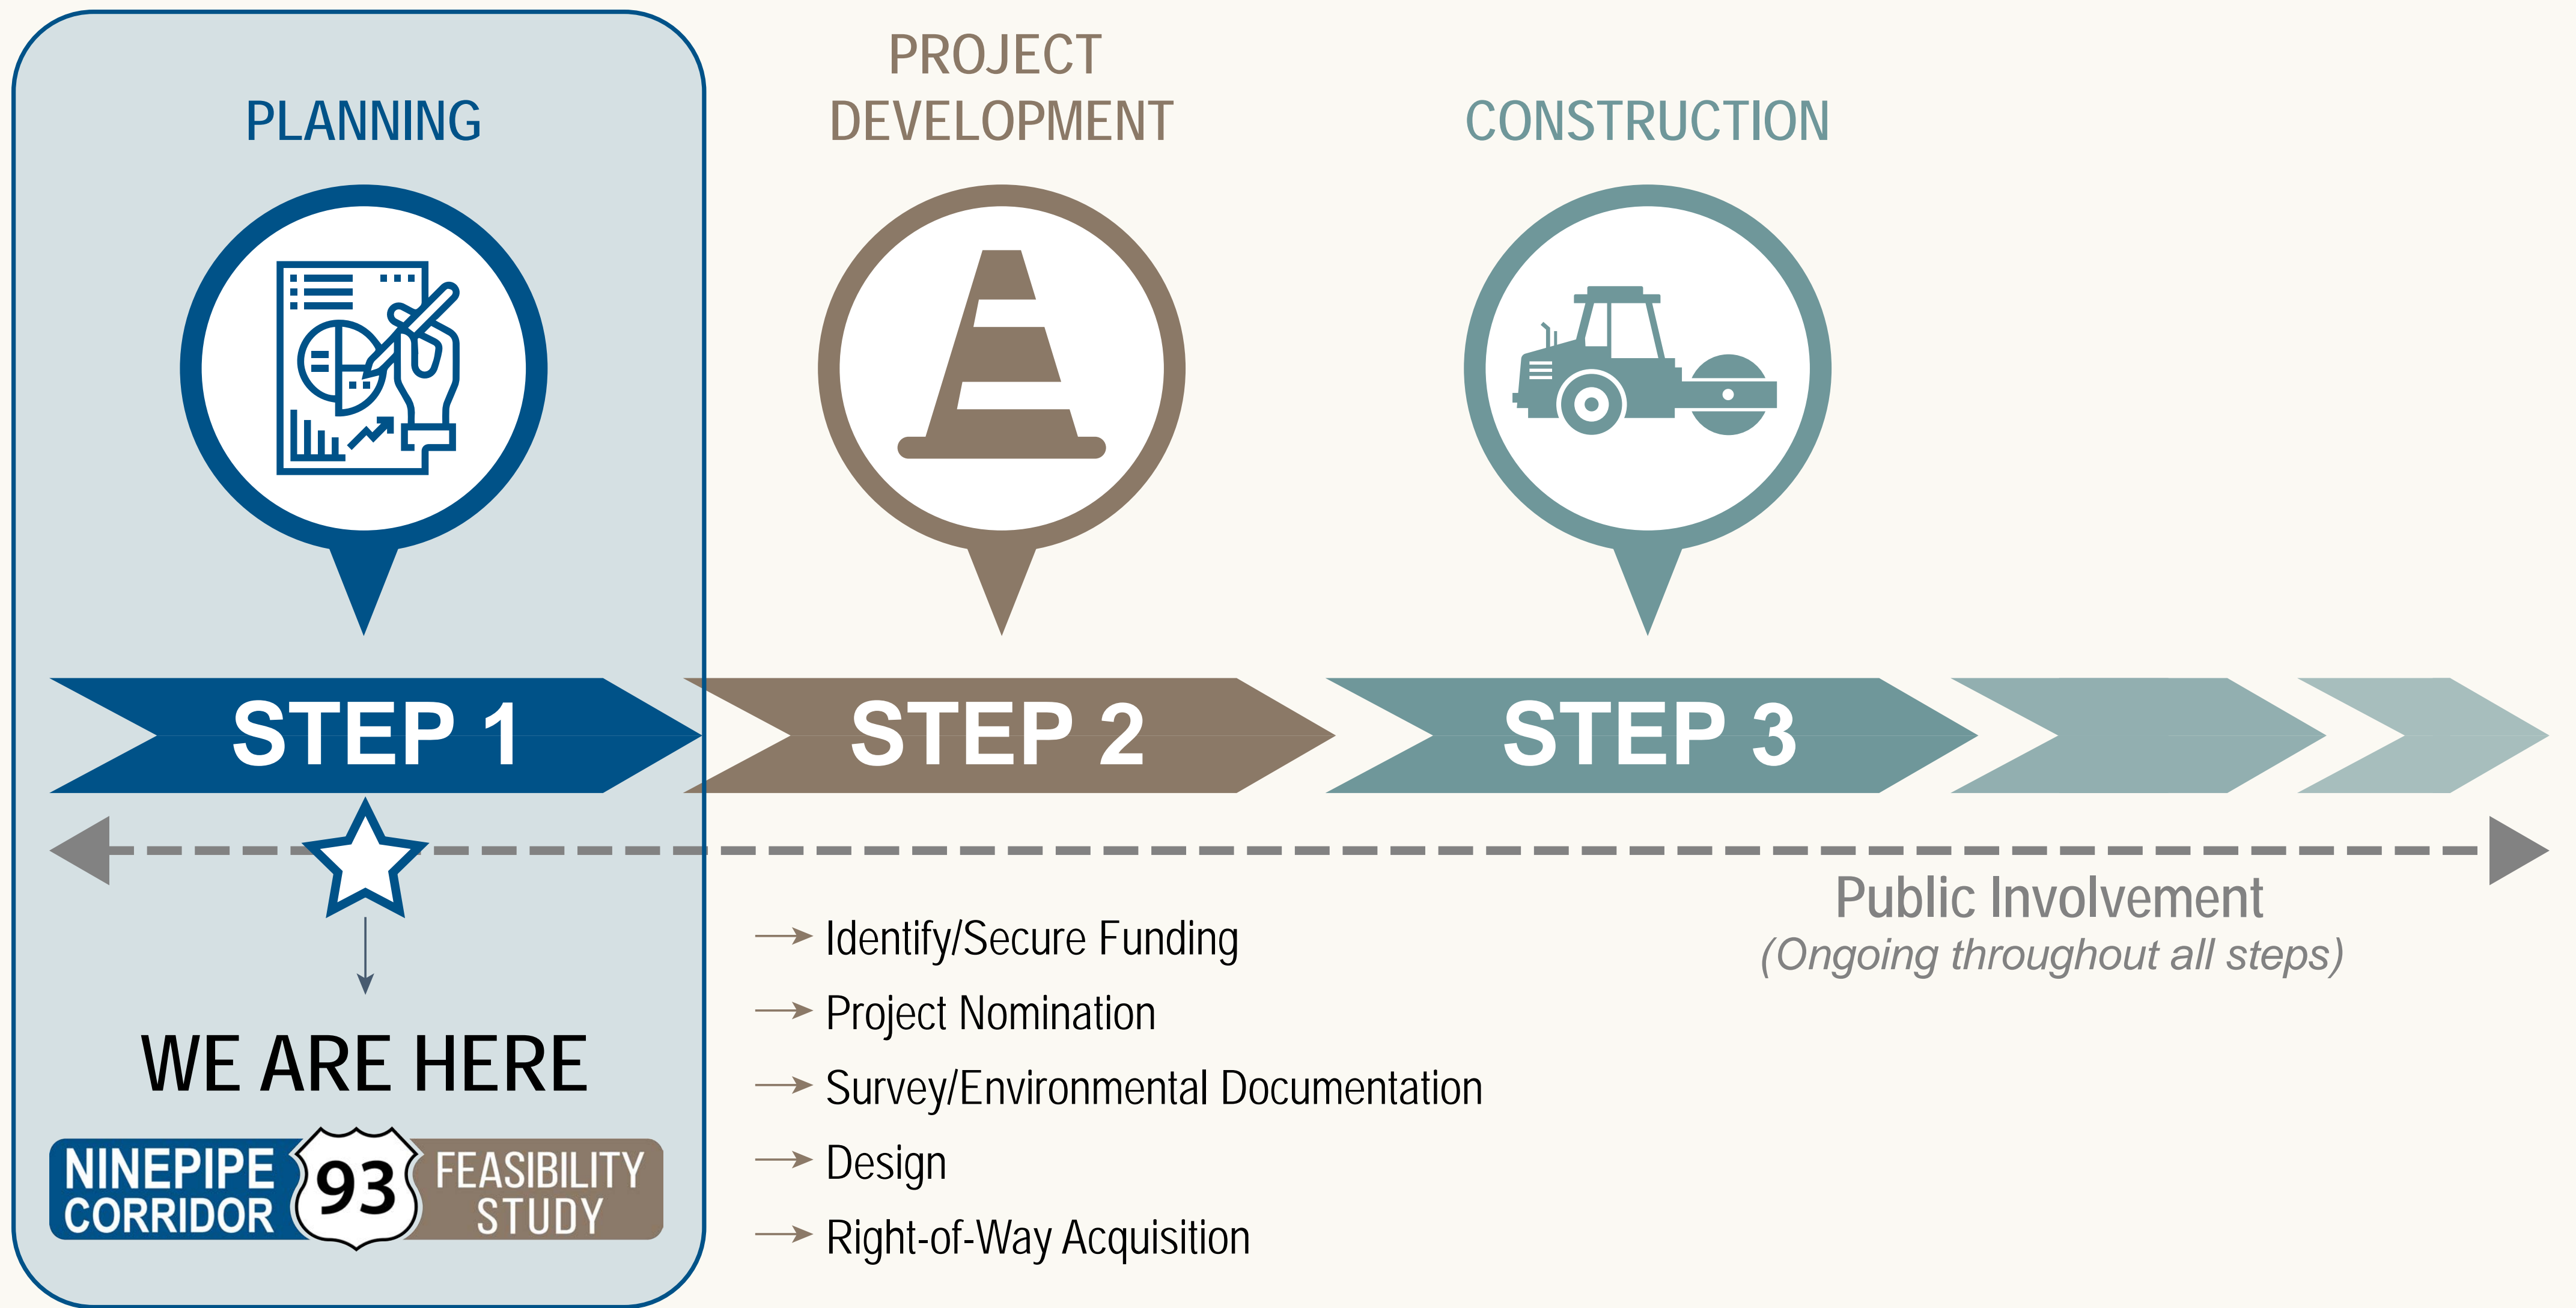 PLANNING
PROJECT
DEVELOPMENT
CONSTRUCTION
STEP 1
STEP 2
STEP 3
Public Involvement
(Ongoing throughout all steps)
WE ARE HERE
NINEPIPE
CORRIDOR
93
FEASIBILITY
STUDY
Identify/Secure Funding
Project Nomination
Survey/Environmental Documentation
Design
Right-of-Way Acquisition